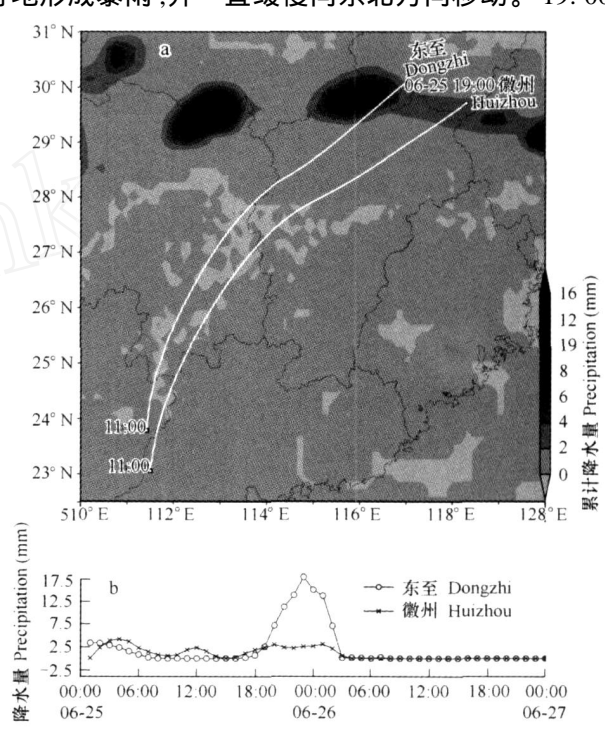 地形成暴雨,并一直缓慢向东北方向移动。19:00
31° N
a
东至
Dongzhi
30° N
06-25 19:00 徽州
Huizhou
29° N
28° N
27° N
26° N
25° N
24° N
23° N
11:00
11:00
510° E 112° E 114° E 116° E 118° E 128° E
16
12
19
8
6
4
2
0
累计降水量 Precipitation (mm)
b
东至 Dongzhi
徽州 Huizhou
降水量 Precipitation (mm)
17.5
12.5
7.5
2.5
-2.5
00:00 06:00 12:00 18:00 00:00 06:00 12:00 18:00 00:00
06-25 06-26 06-27